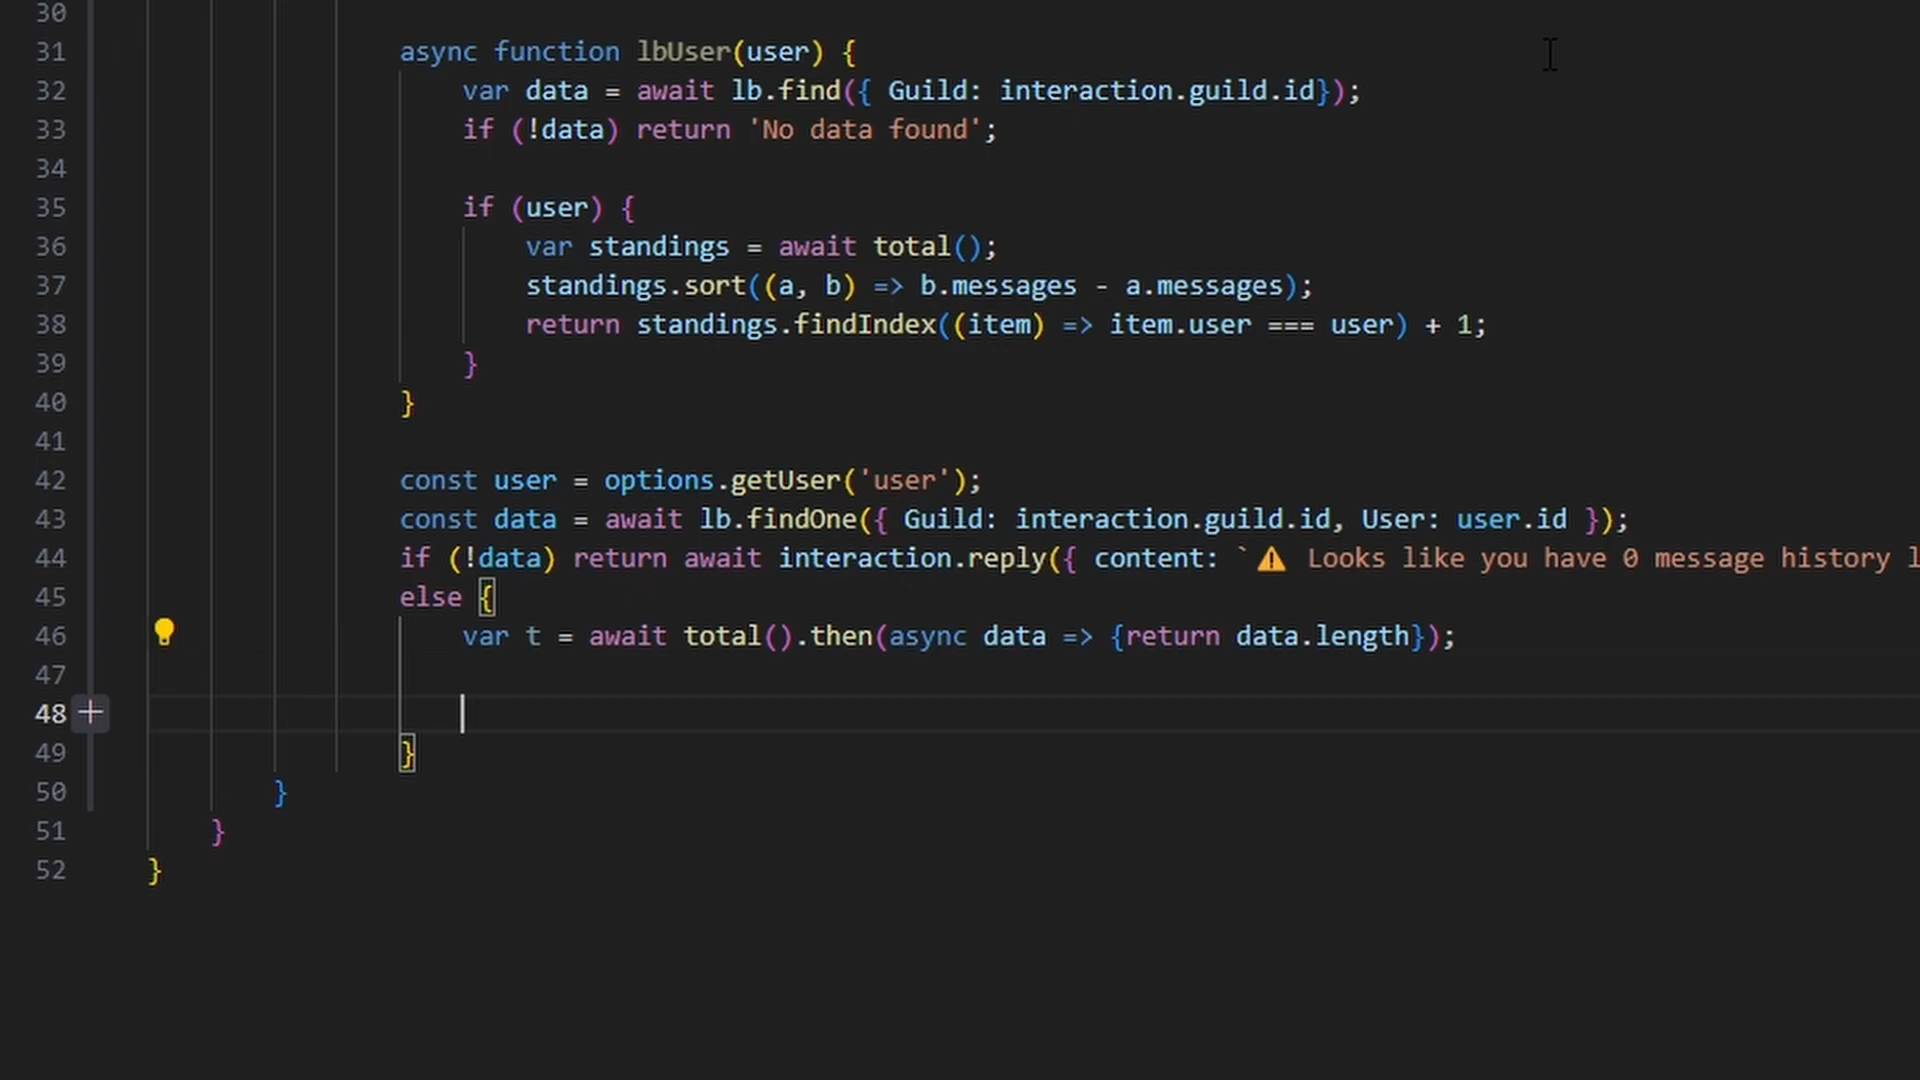 30
31 async function lbUser(user) {
32 var data = await lb.find({ Guild: interaction.guild.id});
33 if (!data) return 'No data found';
34
35 if (user) {
36 var standings = await total();
37 standings.sort((a, b) => b.messages - a.messages);
38 return standings.findIndex((item) => item.user === user) + 1;
39 }
40 }
41
42 const user = options.getUser('user');
43 const data = await lb.findOne({ Guild: interaction.guild.id, User: user.id });
44 if (!data) return await interaction.reply({ content: `⚠️ Looks like you have 0 message history l
45 else {
46 var t = await total().then(async data => {return data.length});
47
48
49 }
50 }
51 }
52 }